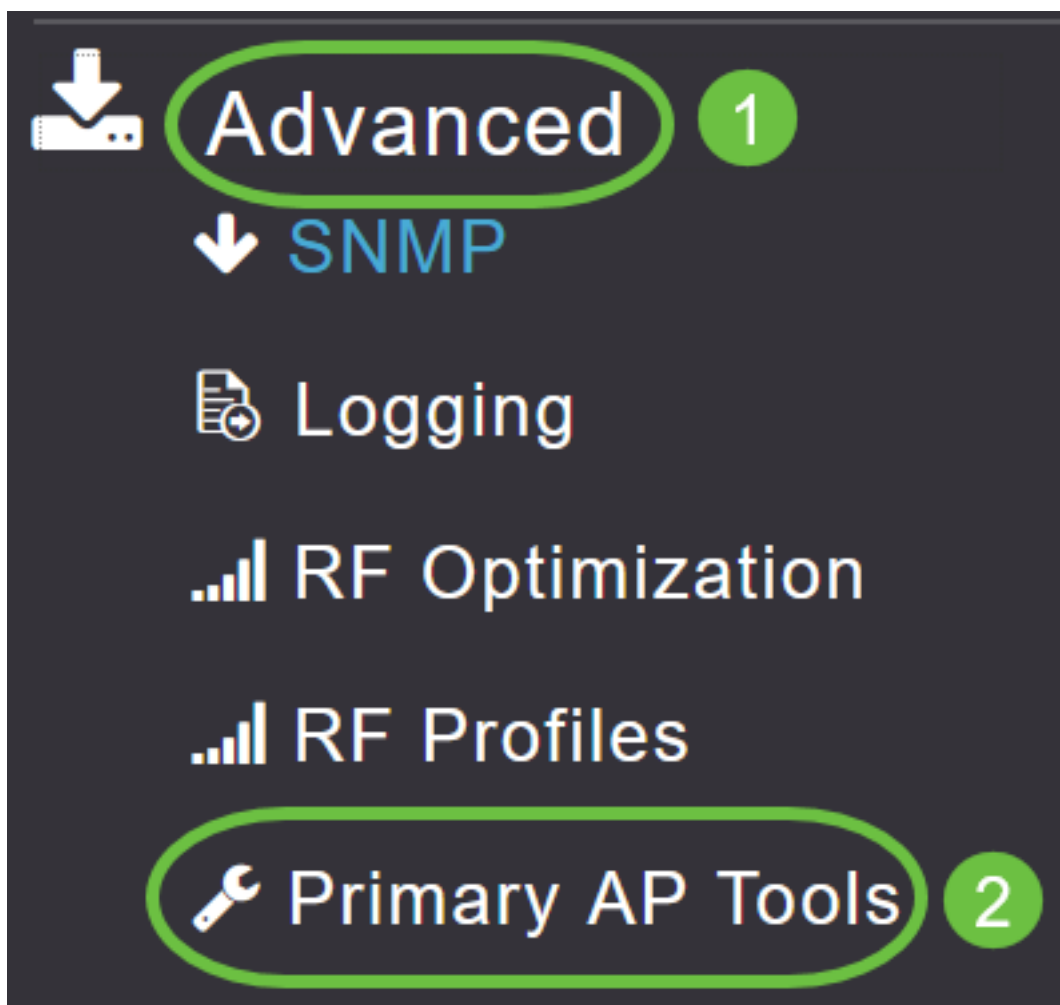 Advanced 1
SNMP
Logging
RF Optimization
RF Profiles
Primary AP Tools 2